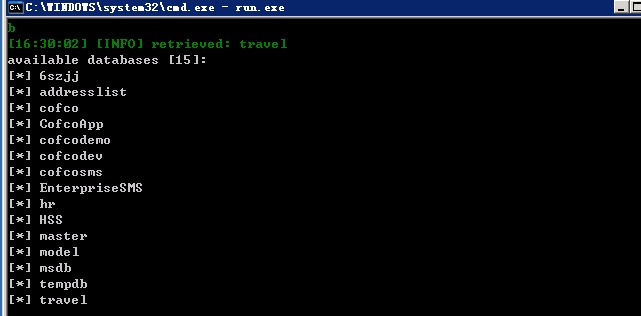 C:\WINDOWS\system32\cmd.exe - run.exe
b
[16:30:02] [INFO] retrieved: travel
available databases [15]:
[*] 6szjj
[*] addresslist
[*] cofco
[*] CofcoApp
[*] cofcodemo
[*] cofcodev
[*] cofcosms
[*] EnterpriseSMS
[*] hr
[*] HSS
[*] master
[*] model
[*] msdb
[*] tempdb
[*] travel